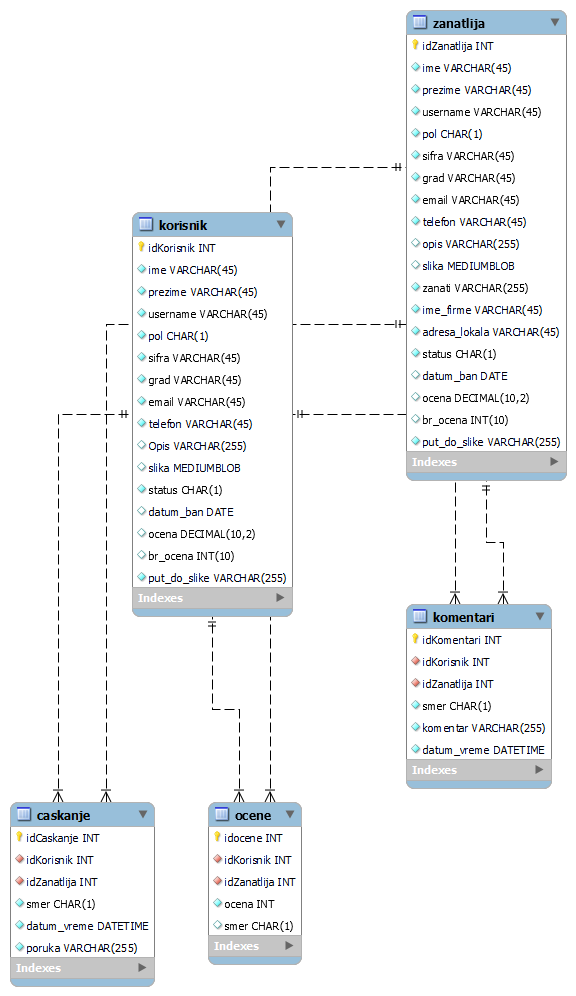 zanatlija
idZanatlija INT
ime VARCHAR(45)
prezime VARCHAR(45)
username VARCHAR(45)
pol CHAR(1)
sifra VARCHAR(45)
grad VARCHAR(45)
email VARCHAR(45)
telefon VARCHAR(45)
opis VARCHAR(255)
slika MEDIUMBLOB
zanati VARCHAR(255)
ime_firme VARCHAR(45)
adresa_lokala VARCHAR(45)
status CHAR(1)
datum_ban DATE
ocena DECIMAL(10,2)
br_ocena INT(10)
put_do_slike VARCHAR(255)
Indexes
korisnik
idKorisnik INT
ime VARCHAR(45)
prezime VARCHAR(45)
username VARCHAR(45)
pol CHAR(1)
sifra VARCHAR(45)
grad VARCHAR(45)
email VARCHAR(45)
telefon VARCHAR(45)
Opis VARCHAR(255)
slika MEDIUMBLOB
status CHAR(1)
datum_ban DATE
ocena DECIMAL(10,2)
br_ocena INT(10)
put_do_slike VARCHAR(255)
Indexes
komentari
idKomentari INT
idKorisnik INT
idZanatlija INT
smer CHAR(1)
komentar VARCHAR(255)
datum_vreme DATETIME
Indexes
caskanje
idCaskanje INT
idKorisnik INT
idZanatlija INT
smer CHAR(1)
datum_vreme DATETIME
poruka VARCHAR(255)
Indexes
ocene
idocene INT
idKorisnik INT
idZanatlija INT
ocena INT
smer CHAR(1)
Indexes